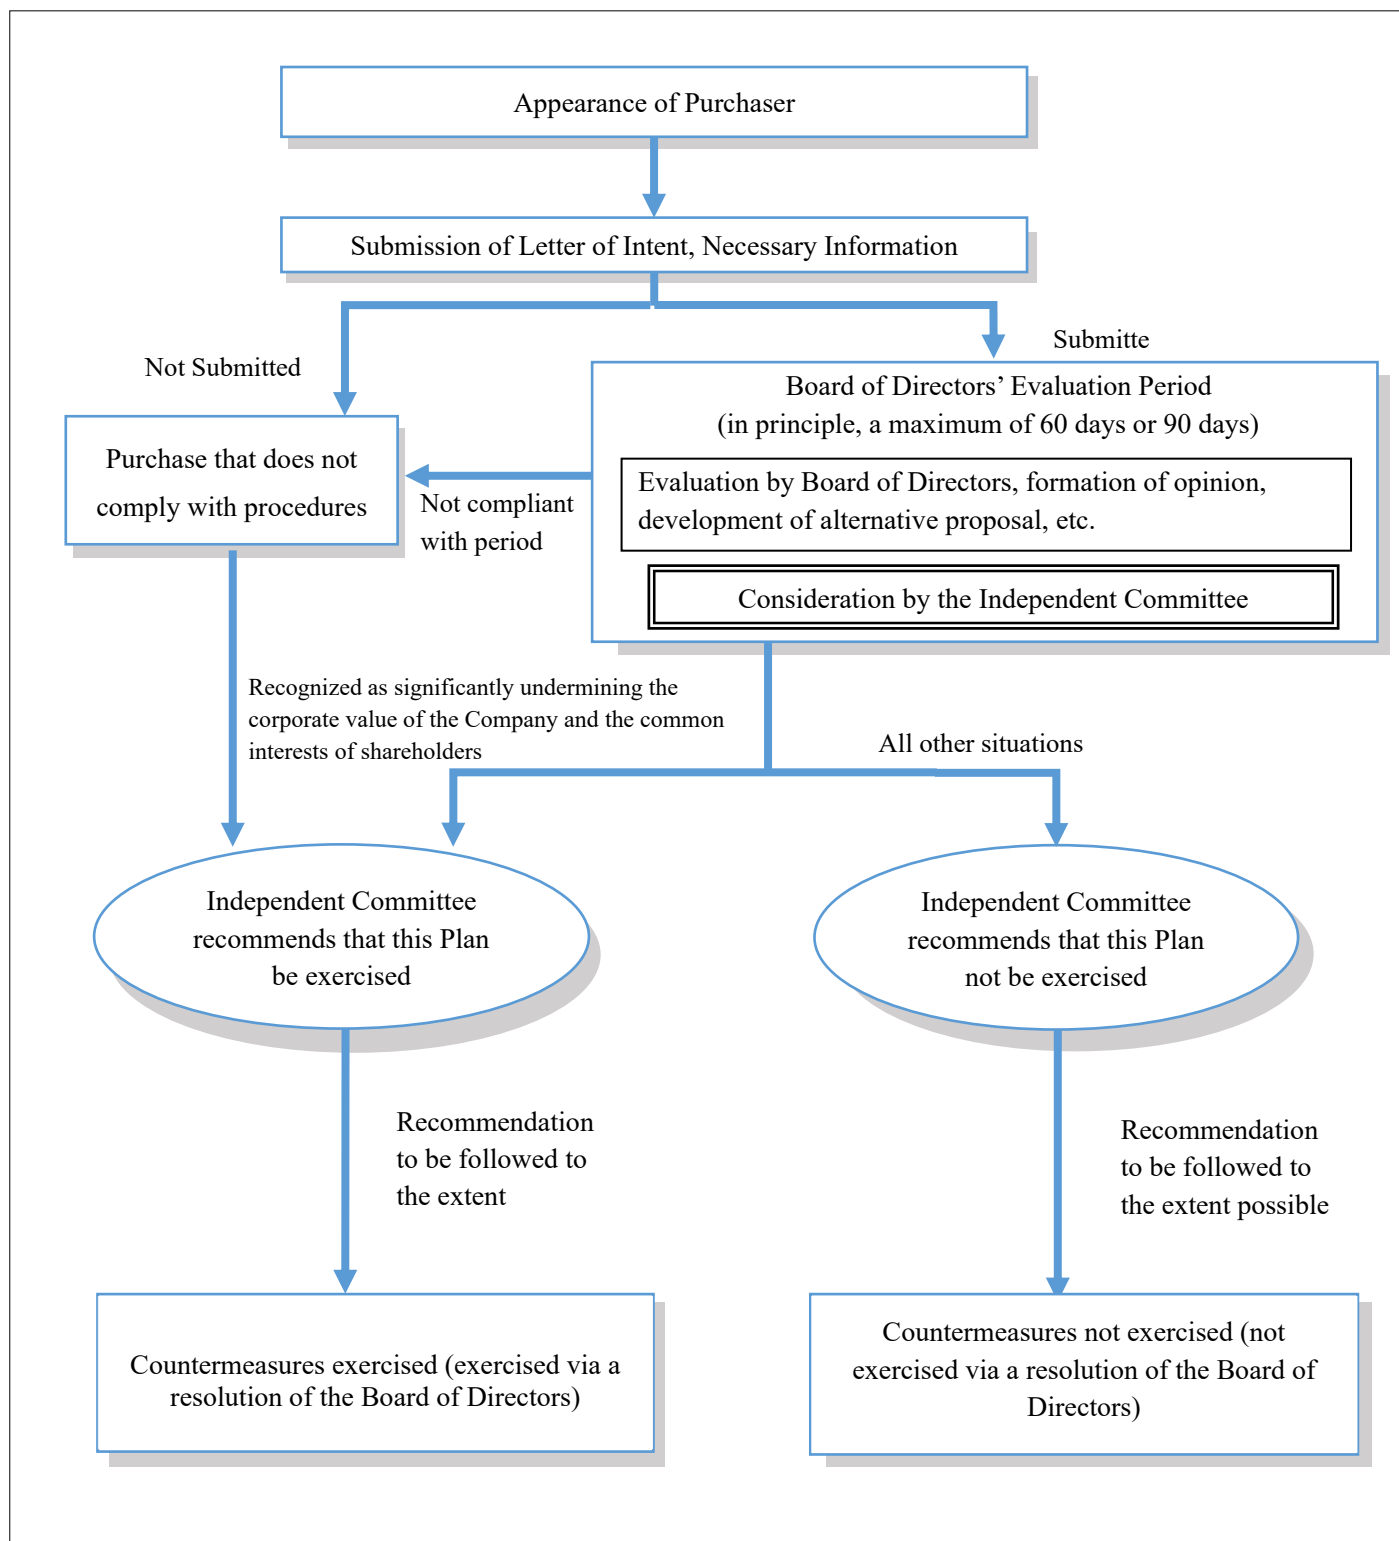 Appearance of Purchaser
Submission of Letter of Intent, Necessary Information
Not Submitted
Submitte
Board of Directors’ Evaluation Period
(in principle, a maximum of 60 days or 90 days)
Evaluation by Board of Directors, formation of opinion,
development of alternative proposal, etc.
Consideration by the Independent Committee
Purchase that does not
comply with procedures
Not compliant
with period
Recognized as significantly undermining the
corporate value of the Company and the common
interests of shareholders
All other situations
Independent Committee
recommends that this Plan
be exercised
Independent Committee
recommends that this Plan
not be exercised
Recommendation
to be followed to
the extent
Recommendation
to be followed to
the extent possible
Countermeasures exercised (exercised via a
resolution of the Board of Directors)
Countermeasures not exercised (not
exercised via a resolution of the Board of
Directors)